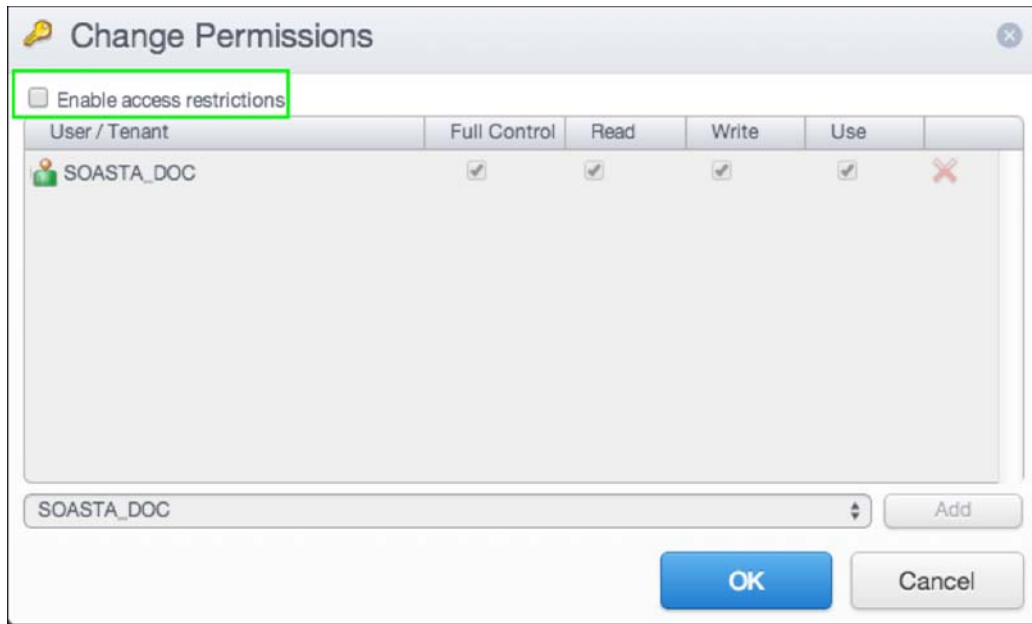 Change Permissions
Enable access restrictions
User / Tenant Full Control Read Write Use
SOASTA_DOC
SOASTA_DOC Add
OK Cancel